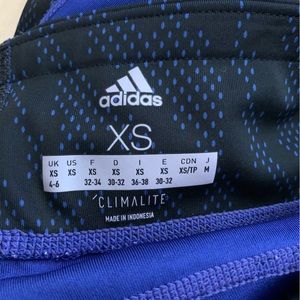 adidas
XS
UK US F D I E CDN J
XS XS XS XS XS XS XS/TP M
4-6 32-34 30-32 36-38 30-32
CLIMALITE
MADE IN INDONESIA